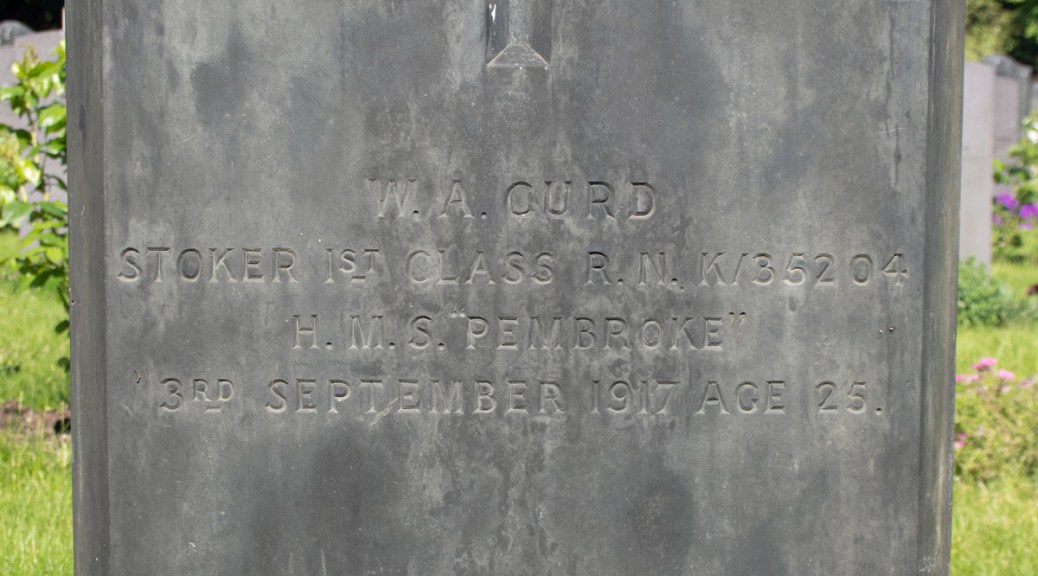 W. A. CURD
STOKER 1ST CLASS R. N. K/35204
H. M. S. "PEMBROKE"
3RD SEPTEMBER 1917 AGE 25.